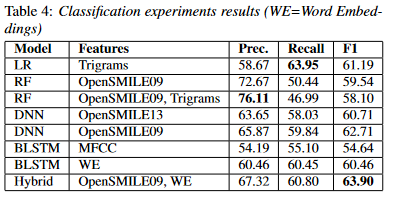 Table 4: Classification experiments results (WE=Word Embed-
dings)
Model Features Prec. Recall F1
LR Trigrams 58.67 63.95 61.19
RF OpenSMILE09 72.67 50.44 59.54
RF OpenSMILE09, Trigrams 76.11 46.99 58.10
DNN OpenSMILE13 63.65 58.03 60.71
DNN OpenSMILE09 65.87 59.84 62.71
BLSTM MFCC 54.19 55.10 54.64
BLSTM WE 60.46 60.45 60.46
Hybrid OpenSMILE09, WE 67.32 60.80 63.90